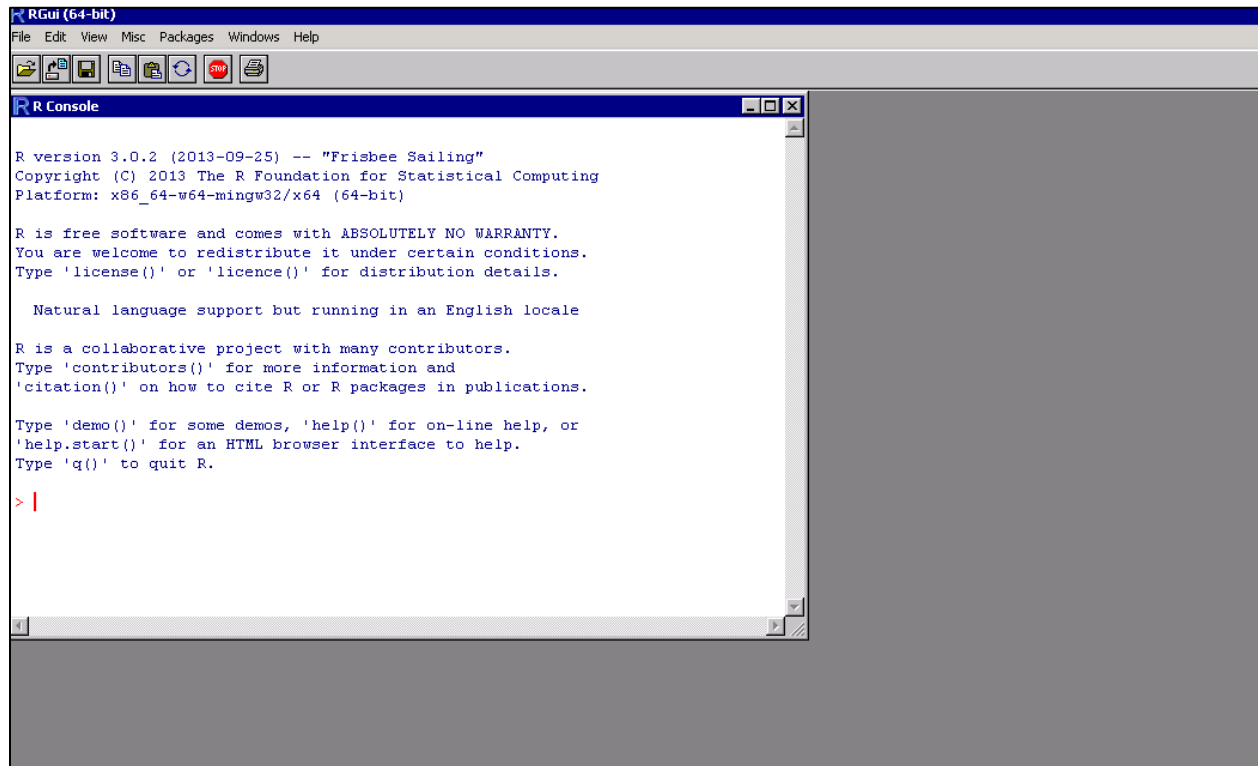 RGui (64-bit)
File Edit View Misc Packages Windows Help
STOP
R Console
R version 3.0.2 (2013-09-25) -- "Frisbee Sailing"
Copyright (C) 2013 The R Foundation for Statistical Computing
Platform: x86_64-w64-mingw32/x64 (64-bit)
R is free software and comes with ABSOLUTELY NO WARRANTY.
You are welcome to redistribute it under certain conditions.
Type 'license()' or 'licence()' for distribution details.
Natural language support but running in an English locale
R is a collaborative project with many contributors.
Type 'contributors()' for more information and
'citation()' on how to cite R or R packages in publications.
Type 'demo()' for some demos, 'help()' for on-line help, or
'help.start()' for an HTML browser interface to help.
Type 'q()' to quit R.
>